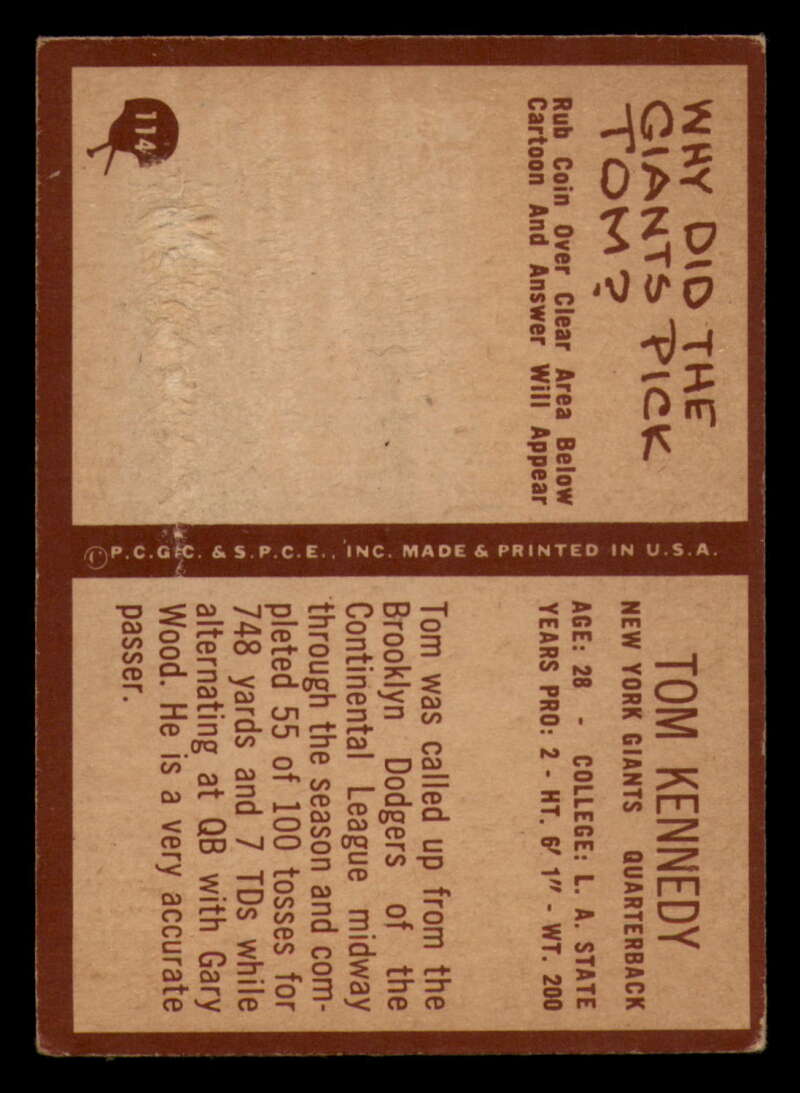 WHY DID THE
GIANTS PICK
TOM?
Rub Coin Over Clear Area Below
Cartoon And Answer Will Appear
114
©P.C.G.C. & S.P.C.E., INC. MADE & PRINTED IN U.S.A.
TOM KENNEDY
NEW YORK GIANTS QUARTERBACK
AGE: 28 - COLLEGE: L. A. STATE
YEARS PRO: 2 - HT. 6' 1" - WT. 200
Tom was called up from the
Brooklyn Dodgers of the
Continental League midway
through the season and com-
pleted 55 of 100 tosses for
748 yards and 7 TDs while
alternating at QB with Gary
Wood. He is a very accurate
passer.